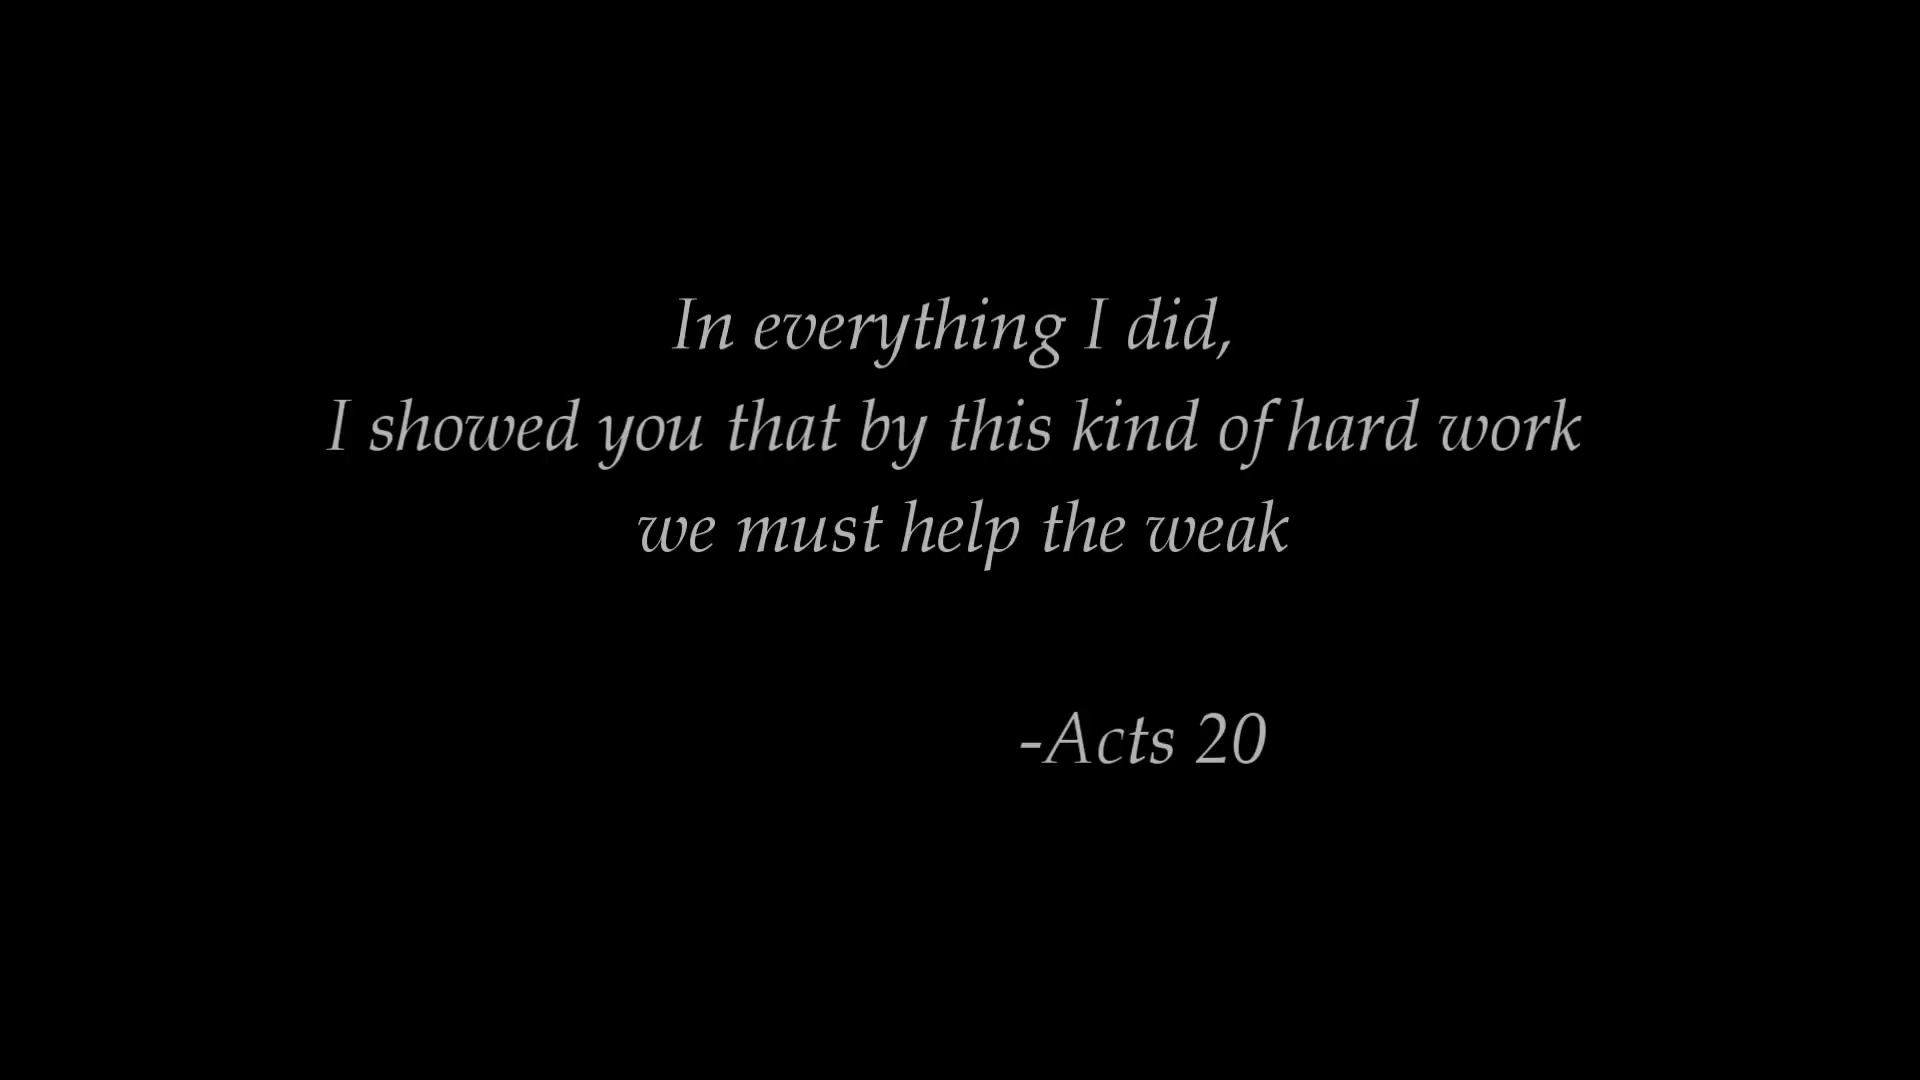 In everything I did,
I showed you that by this kind of hard work
we must help the weak
-Acts 20